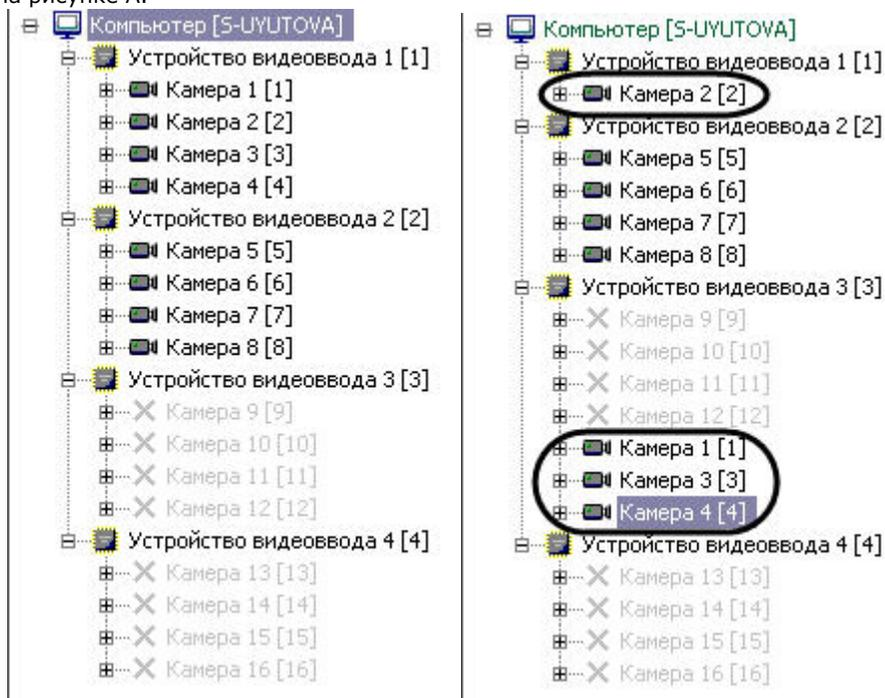 на рисунке А.
Компьютер [S-UYUTOVA]
Устройство видеоввода 1 [1]
Камера 1 [1]
Камера 2 [2]
Камера 3 [3]
Камера 4 [4]
Устройство видеоввода 2 [2]
Камера 5 [5]
Камера 6 [6]
Камера 7 [7]
Камера 8 [8]
Устройство видеоввода 3 [3]
Камера 9 [9]
Камера 10 [10]
Камера 11 [11]
Камера 12 [12]
Устройство видеоввода 4 [4]
Камера 13 [13]
Камера 14 [14]
Камера 15 [15]
Камера 16 [16]
Компьютер [S-UYUTOVA]
Устройство видеоввода 1 [1]
Камера 2 [2]
Устройство видеоввода 2 [2]
Камера 5 [5]
Камера 6 [6]
Камера 7 [7]
Камера 8 [8]
Устройство видеоввода 3 [3]
Камера 9 [9]
Камера 10 [10]
Камера 11 [11]
Камера 12 [12]
Камера 1 [1]
Камера 3 [3]
Камера 4 [4]
Устройство видеоввода 4 [4]
Камера 13 [13]
Камера 14 [14]
Камера 15 [15]
Камера 16 [16]